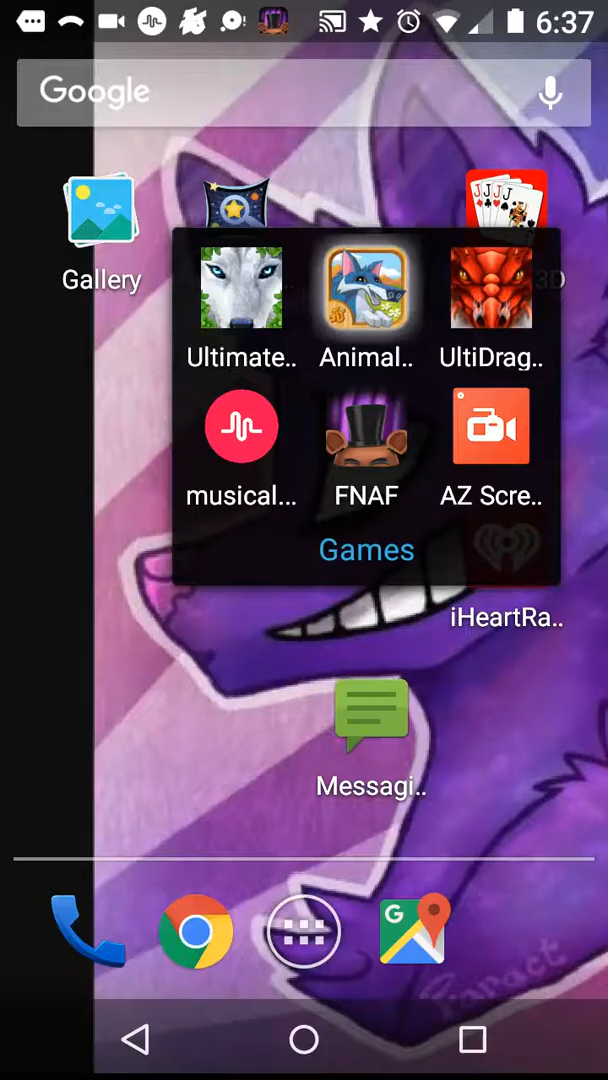 6:37
Google
Gallery
3D
Ultimate..
Animal..
UltiDrag..
musical...
FNAF
AZ Scre..
Games
iHeartRa..
Messagi..
G